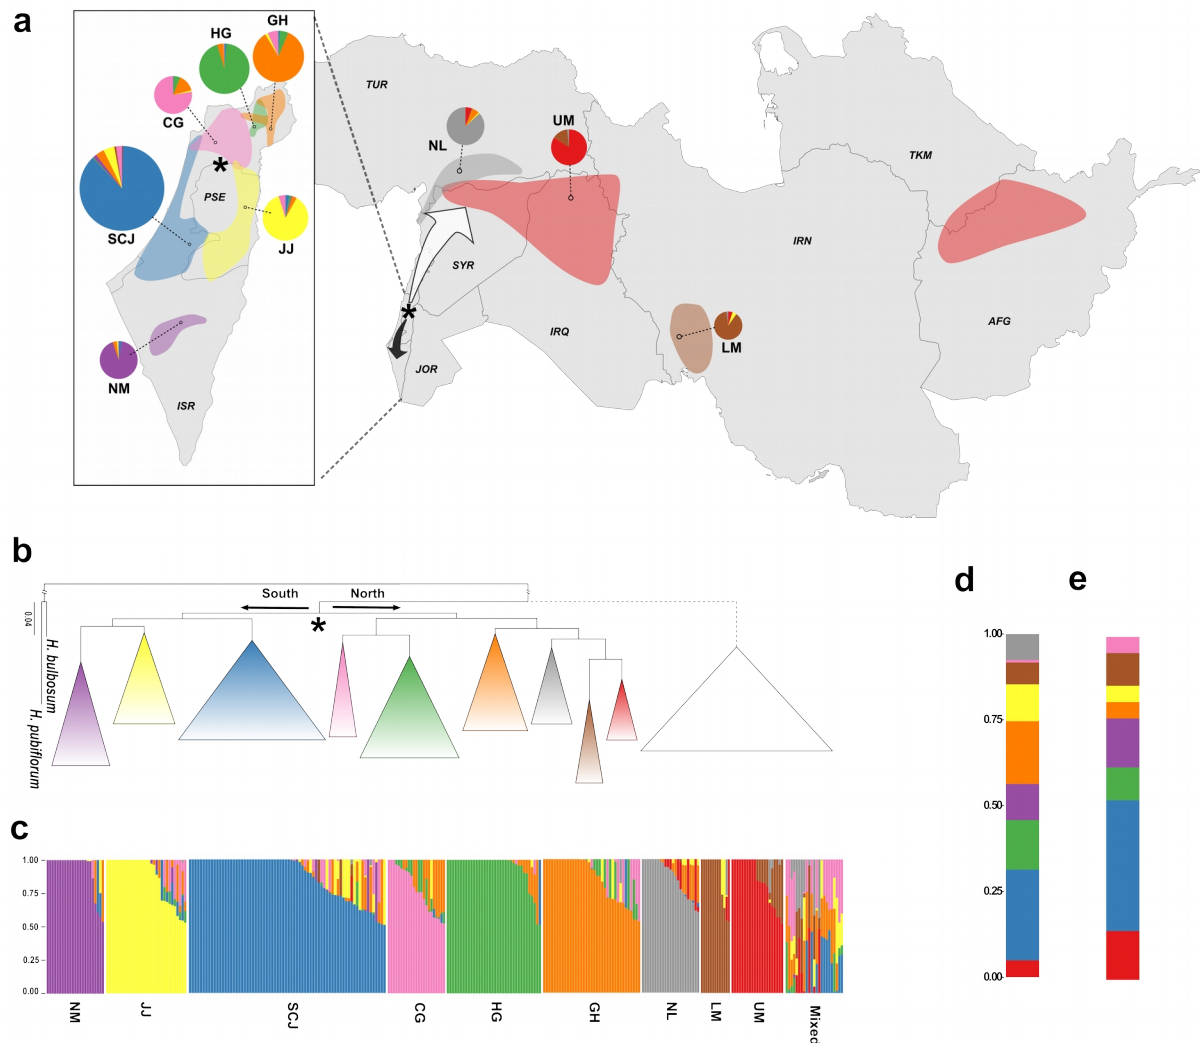 a
GH
HG
CG
TUR
UM
NL
*
TKM
PSE
SCJ
JJ
IRN
SYR
*
IRQ
AFG
LM
JOR
NM
ISR
b
d
e
South
North
0.04
*
H. bulbosum
H. pubiflorum
1.00
0.75
0.50
0.25
0.00
c
1.00
0.75
0.50
0.25
0.00
NM
JJ
SCJ
CG
HG
GH
NL
LM
UM
Mixed